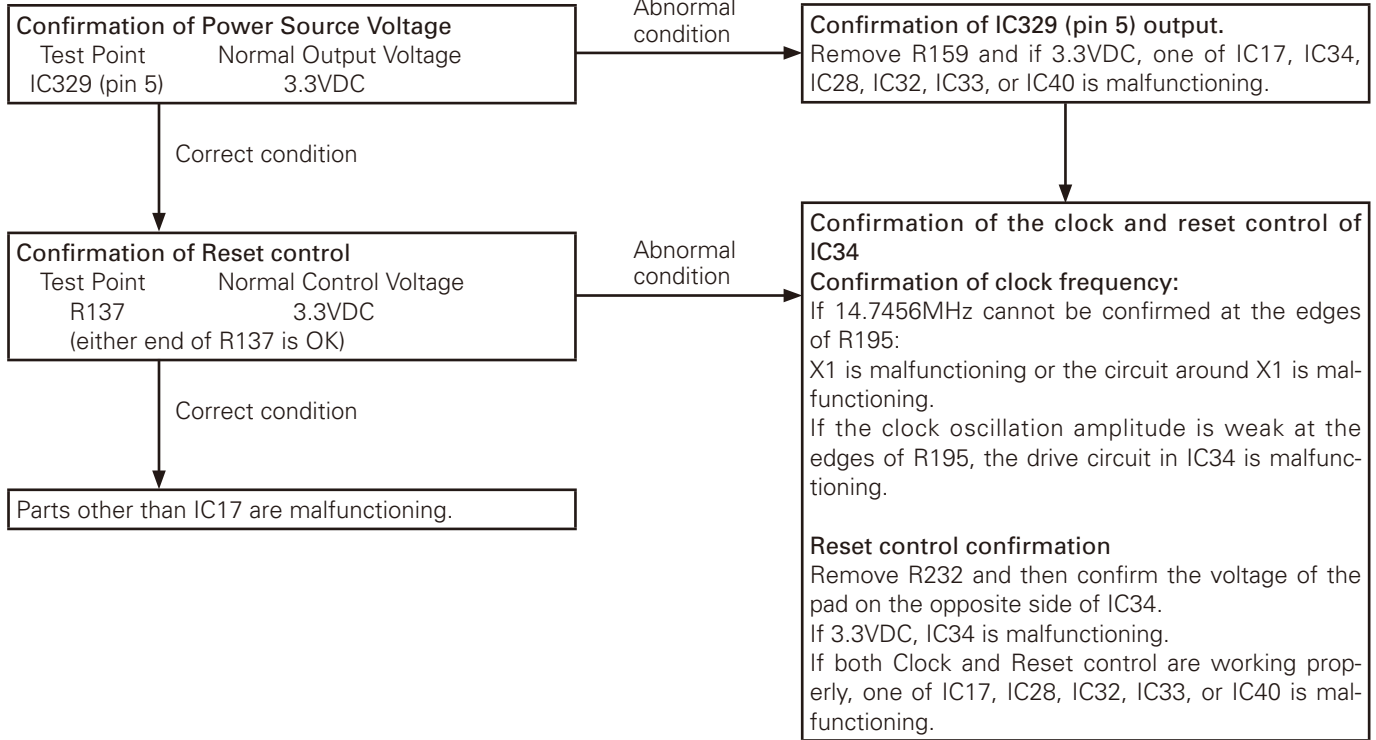 Confirmation of Power Source Voltage
Test Point Normal Output Voltage
IC329 (pin 5) 3.3VDC
Abnormal
condition
Confirmation of IC329 (pin 5) output.
Remove R159 and if 3.3VDC, one of IC17, IC34,
IC28, IC32, IC33, or IC40 is malfunctioning.
Correct condition
Confirmation of Reset control
Test Point Normal Control Voltage
R137 3.3VDC
(either end of R137 is OK)
Abnormal
condition
Confirmation of the clock and reset control of
IC34
Confirmation of clock frequency:
If 14.7456MHz cannot be confirmed at the edges
of R195:
X1 is malfunctioning or the circuit around X1 is mal-
functioning.
If the clock oscillation amplitude is weak at the
edges of R195, the drive circuit in IC34 is malfunc-
tioning.
Reset control confirmation
Remove R232 and then confirm the voltage of the
pad on the opposite side of IC34.
If 3.3VDC, IC34 is malfunctioning.
If both Clock and Reset control are working prop-
erly, one of IC17, IC28, IC32, IC33, or IC40 is mal-
functioning.
Correct condition
Parts other than IC17 are malfunctioning.